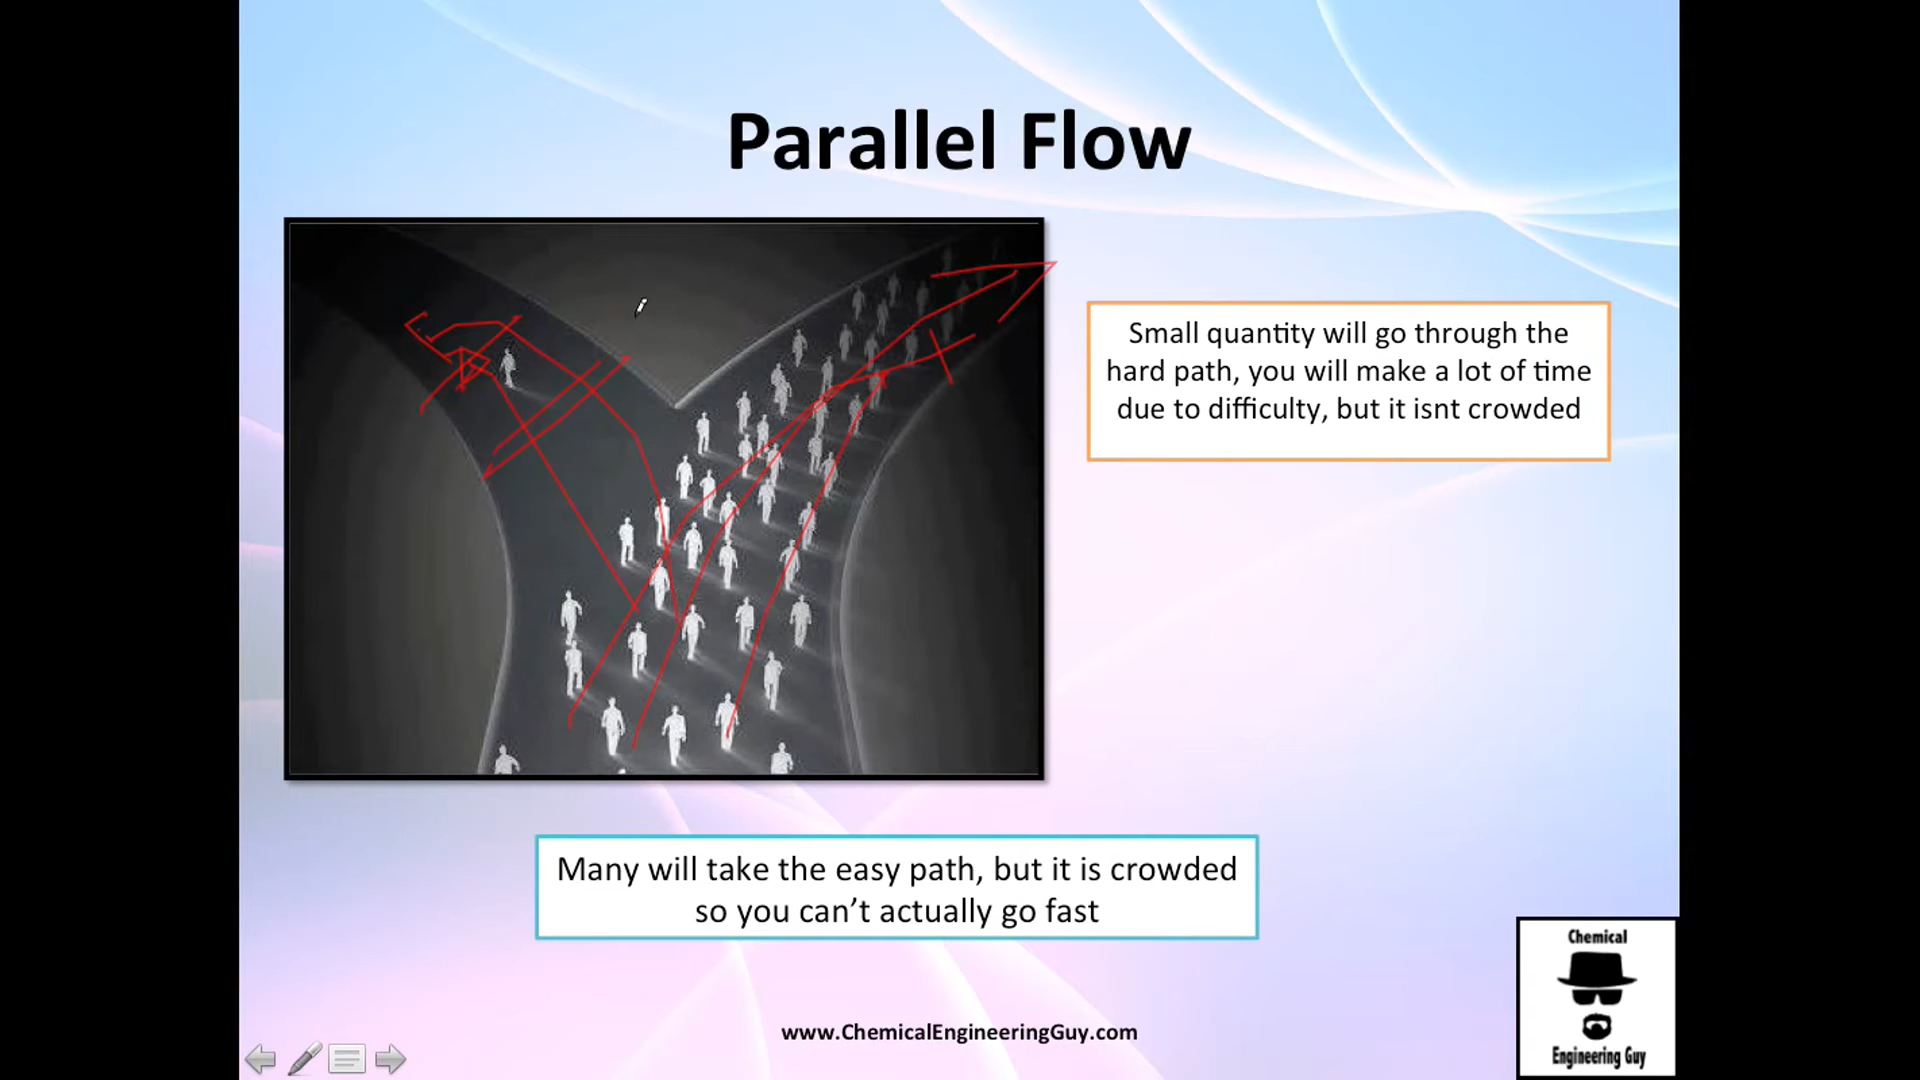 Parallel Flow
Small quantity will go through the
hard path, you will make a lot of time
due to difficulty, but it isnt crowded
Many will take the easy path, but it is crowded
so you can’t actually go fast
www.ChemicalEngineeringGuy.com
Chemical
Engineering Guy